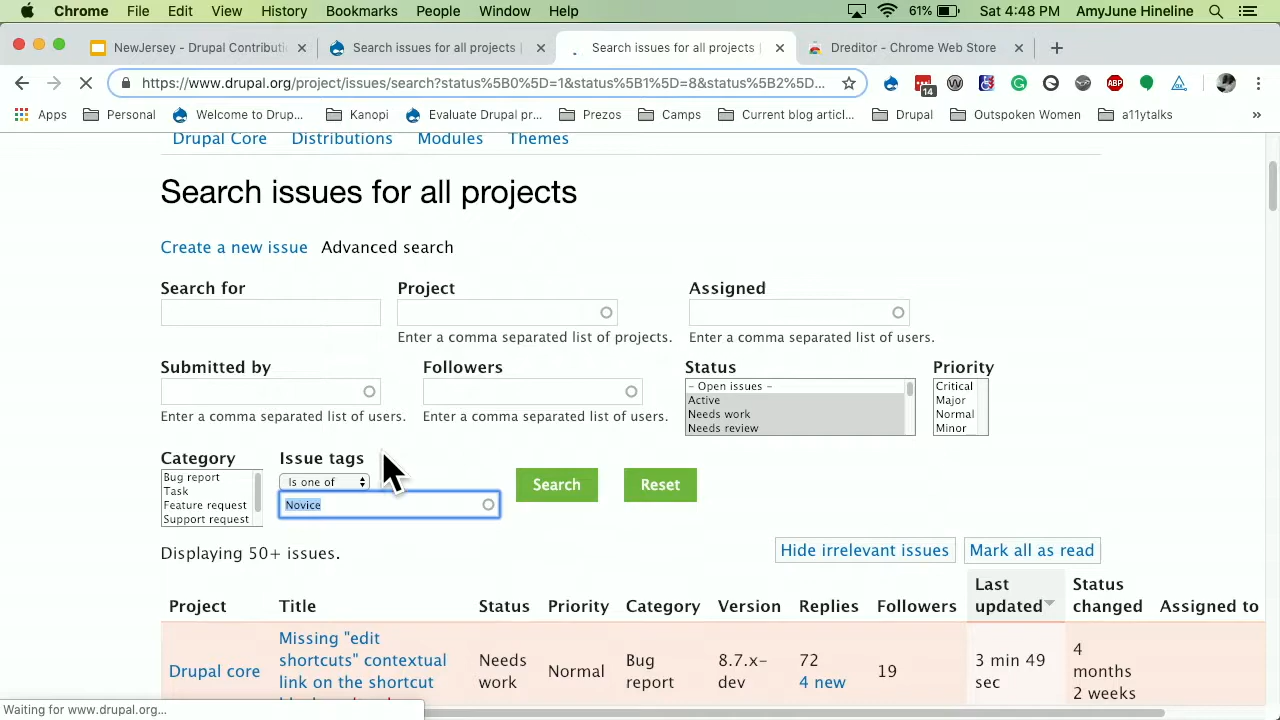 Chrome File Edit View History Bookmarks People Window Help 61% Sat 4:48 PM AmyJune Hineline
NewJersey - Drupal Contributi
Search issues for all projects
Search issues for all projects
Dreditor - Chrome Web Store
https://www.drupal.org/project/issues/search?status%5B0%5D=1&status%5B1%5D=8&status%5B2%5D...
14
ABP
Apps Personal Welcome to Drup... Kanopi Evaluate Drupal pr... Prezos Camps Current blog articl... Drupal Outspoken Women a11ytalks »
Drupal Core Distributions Modules Themes
Search issues for all projects
Create a new issue Advanced search
Search for Project Assigned
Enter a comma separated list of projects. Enter a comma separated list of users.
Submitted by Followers Status Priority
– Open issues –
Active
Needs work
Needs review
Critical
Major
Normal
Minor
Enter a comma separated list of users. Enter a comma separated list of users.
Category Issue tags
Bug report
Task
Feature request
Support request
Is one of
Novice
Search Reset
Displaying 50+ issues.
Hide irrelevant issues Mark all as read
Project Title Status Priority Category Version Replies Followers Last updated Status changed Assigned to
Drupal core
Missing "edit
shortcuts" contextual
link on the shortcut
Needs
work
Normal
Bug
report
8.7.x-
dev
72
4 new
19
3 min 49
sec
4
months
2 weeks
Waiting for www.drupal.org...